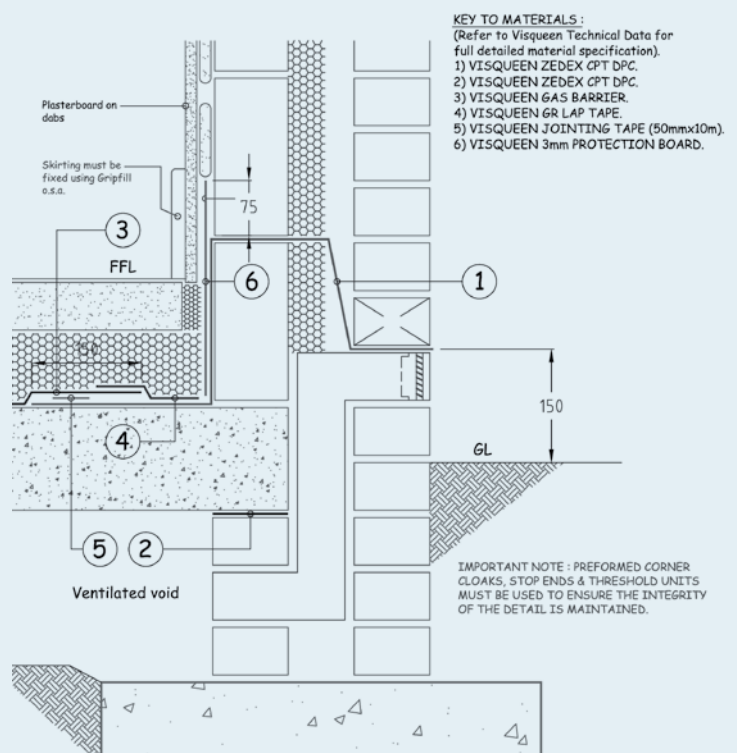 KEY TO MATERIALS :
(Refer to Visqueen Technical Data for
full detailed material specification).
1) VISQUEEN ZEDEX CPT DPC.
2) VISQUEEN ZEDEX CPT DPC.
3) VISQUEEN GAS BARRIER.
4) VISQUEEN GR LAP TAPE.
5) VISQUEEN JOINTING TAPE (50mmx10m).
6) VISQUEEN 3mm PROTECTION BOARD.
Plasterboard on
dabs
Skirting must be
fixed using Gripfill
o.s.a.
75
3
FFL
6
1
150
150
4
GL
5
2
Ventilated void
IMPORTANT NOTE : PREFORMED CORNER
CLOAKS, STOP ENDS & THRESHOLD UNITS
MUST BE USED TO ENSURE THE INTEGRITY
OF THE DETAIL IS MAINTAINED.